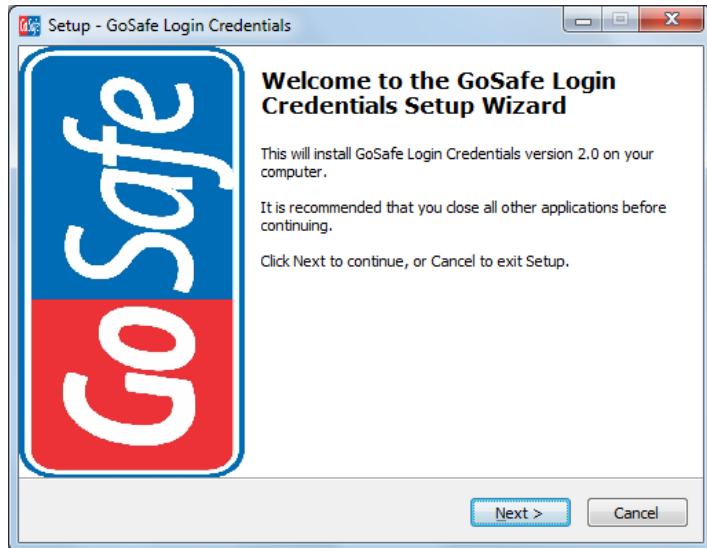 Setup - GoSafe Login Credentials
Welcome to the GoSafe Login
Credentials Setup Wizard
This will install GoSafe Login Credentials version 2.0 on your
computer.
It is recommended that you close all other applications before
continuing.
Click Next to continue, or Cancel to exit Setup.
Go Safe
Next >
Cancel